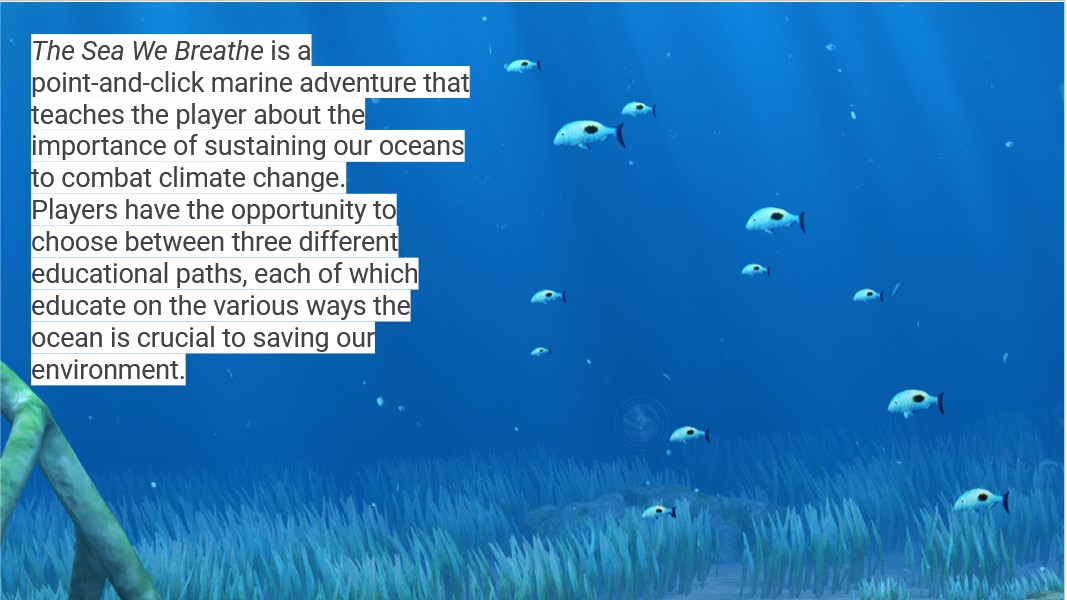 The Sea We Breathe is a
point-and-click marine adventure that
teaches the player about the
importance of sustaining our oceans
to combat climate change.
Players have the opportunity to
choose between three different
educational paths, each of which
educate on the various ways the
ocean is crucial to saving our
environment.